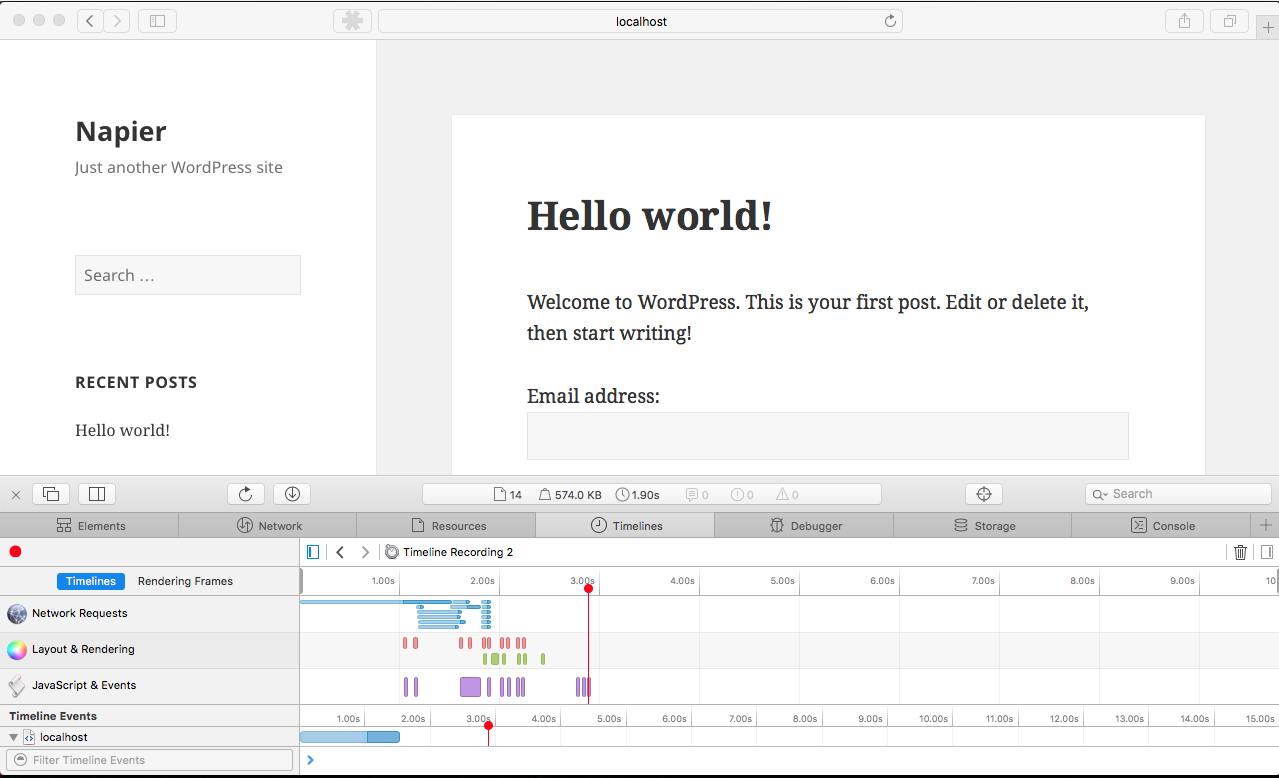 localhost
Napier
Just another WordPress site
Search …
RECENT POSTS
Hello world!
Hello world!
Welcome to WordPress. This is your first post. Edit or delete it,
then start writing!
Email address:
14 574.0 KB 1.90s 0 0 0 Search
Elements Network Resources Timelines Debugger Storage Console
Timeline Recording 2
Timelines Rendering Frames 1.00s 2.00s 3.00s 4.00s 5.00s 6.00s 7.00s 8.00s 9.00s 10
Network Requests
Layout & Rendering
JavaScript & Events
Timeline Events 1.00s 2.00s 3.00s 4.00s 5.00s 6.00s 7.00s 8.00s 9.00s 10.00s 11.00s 12.00s 13.00s 14.00s 15.00s
localhost
Filter Timeline Events